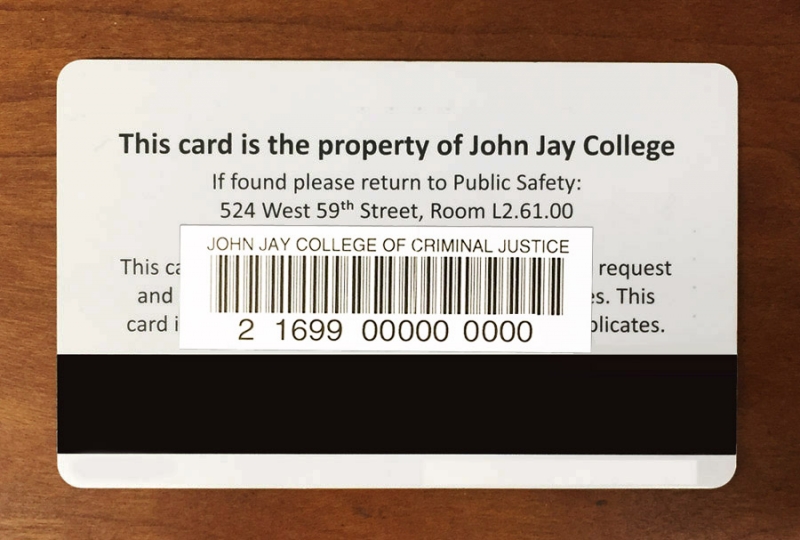 This card is the property of John Jay College
If found please return to Public Safety:
524 West 59th Street, Room L2.61.00
JOHN JAY COLLEGE OF CRIMINAL JUSTICE
This request
and es. This
card plicates.
2 1699 00000 0000